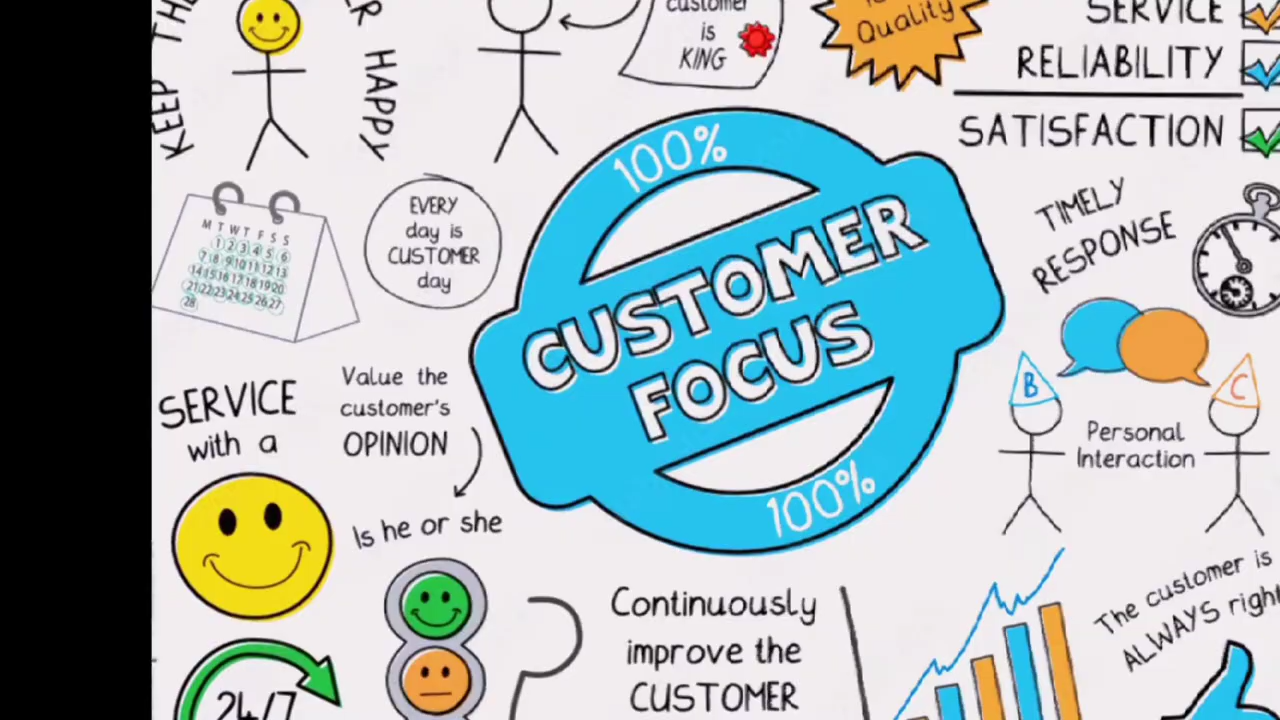 KEEP THE
R HAPPY
customer
is
KING
Quality
SERVICE
RELIABILITY
SATISFACTION
100%
CUSTOMER
FOCUS
100%
M T W T F S S
1 2 3 4 5 6
7 8 9 10 11 12 13
14 15 16 17 18 19 20
21 22 23 24 25 26 27
28
EVERY
day is
CUSTOMER
day
TIMELY
RESPONSE
SERVICE
with a
Value the
customer's
OPINION
Is he or she
B
C
Personal
Interaction
24/7
Continuously
improve the
CUSTOMER
The customer is
ALWAYS right